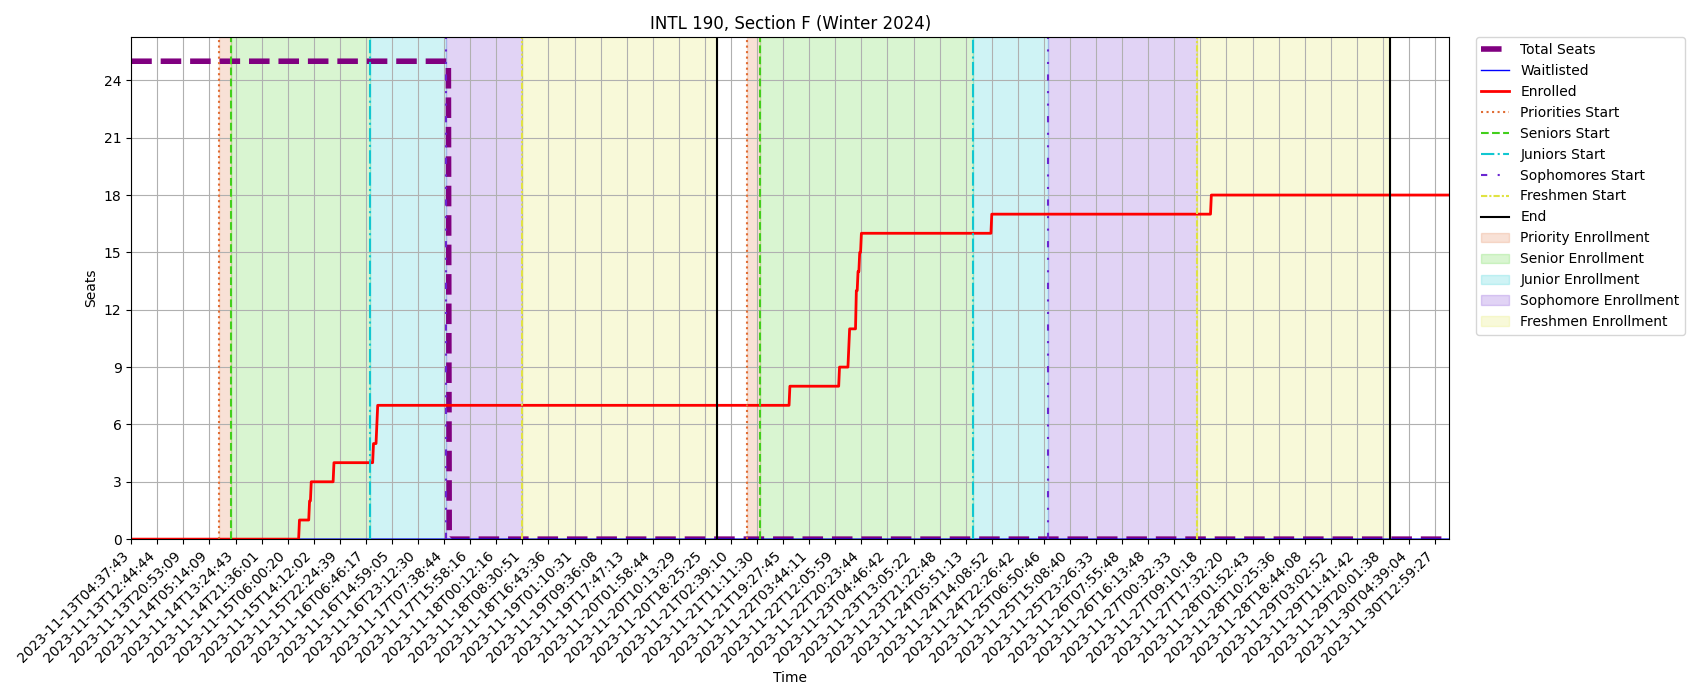 INTL 190, Section F (Winter 2024)
Seats
24
21
18
15
12
9
6
3
0
2023-11-13T04:37:43
2023-11-13T12:44:44
2023-11-13T20:53:09
2023-11-14T05:14:09
2023-11-14T13:24:43
2023-11-14T21:36:01
2023-11-15T06:00:20
2023-11-15T14:12:02
2023-11-15T22:24:39
2023-11-16T06:46:17
2023-11-16T14:59:05
2023-11-16T23:12:30
2023-11-17T07:38:44
2023-11-17T15:58:16
2023-11-18T00:12:16
2023-11-18T08:30:51
2023-11-18T16:43:36
2023-11-19T01:10:31
2023-11-19T09:36:08
2023-11-19T17:47:13
2023-11-20T01:58:44
2023-11-20T10:13:29
2023-11-20T18:25:25
2023-11-21T02:39:10
2023-11-21T11:11:30
2023-11-21T19:27:45
2023-11-22T03:44:11
2023-11-22T12:05:59
2023-11-22T20:23:44
2023-11-23T04:46:42
2023-11-23T13:05:22
2023-11-23T21:22:48
2023-11-24T05:51:13
2023-11-24T14:08:52
2023-11-24T22:26:42
2023-11-25T06:50:46
2023-11-25T15:08:40
2023-11-25T23:26:33
2023-11-26T07:55:48
2023-11-26T16:13:48
2023-11-27T00:32:33
2023-11-27T09:10:18
2023-11-27T17:32:20
2023-11-28T01:52:43
2023-11-28T10:25:36
2023-11-28T18:44:08
2023-11-29T03:02:52
2023-11-29T11:41:42
2023-11-29T20:01:38
2023-11-30T04:39:04
2023-11-30T12:59:27
Time
Total Seats
Waitlisted
Enrolled
Priorities Start
Seniors Start
Juniors Start
Sophomores Start
Freshmen Start
End
Priority Enrollment
Senior Enrollment
Junior Enrollment
Sophomore Enrollment
Freshmen Enrollment